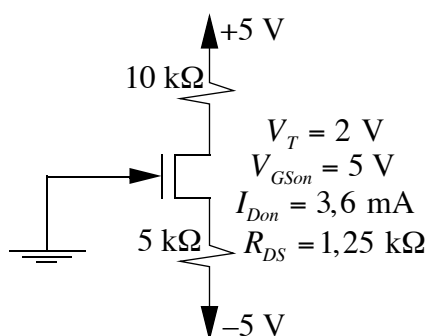 +5 V
10 kΩ
V_T = 2 V
V_GSon = 5 V
I_Don = 3,6 mA
5 kΩ
R_DS = 1,25 kΩ
–5 V